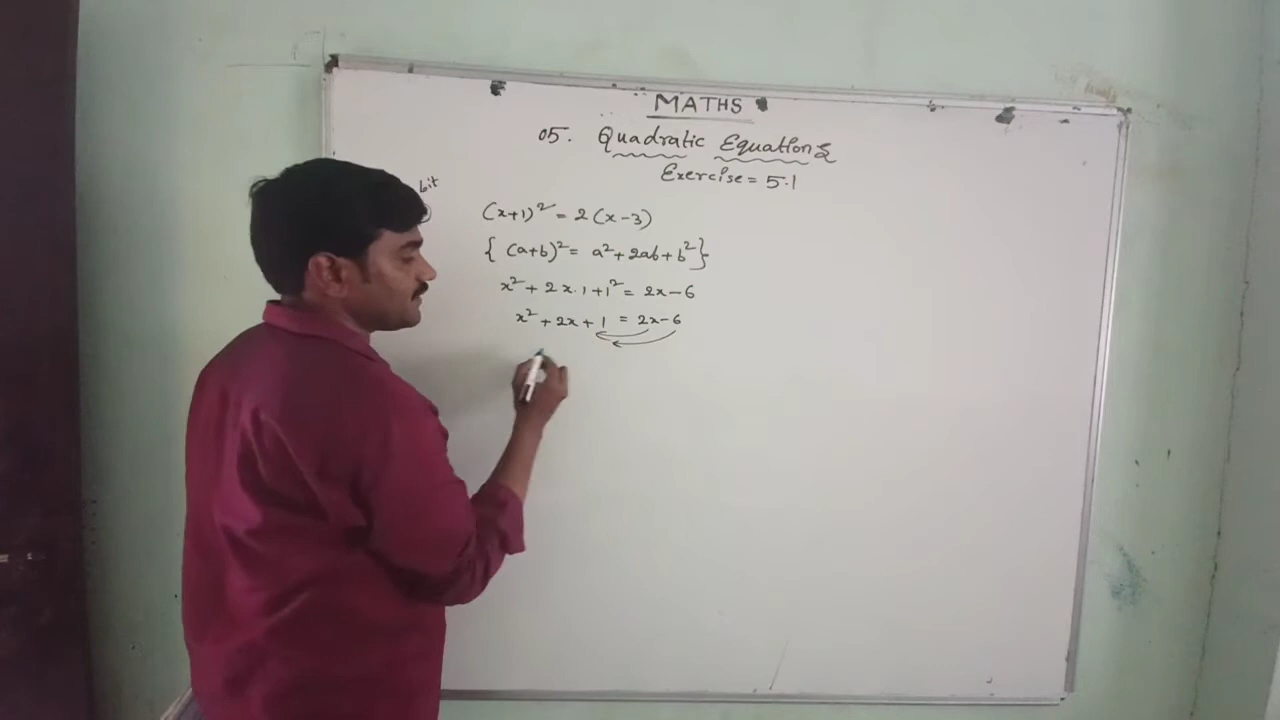 MATHS
05. Quadratic Equations
Exercise = 5.1
bit
(x+1)² = 2(x-3)
{ (a+b)² = a² + 2ab + b² }
x² + 2x.1 + 1² = 2x-6
x² + 2x + 1 = 2x-6